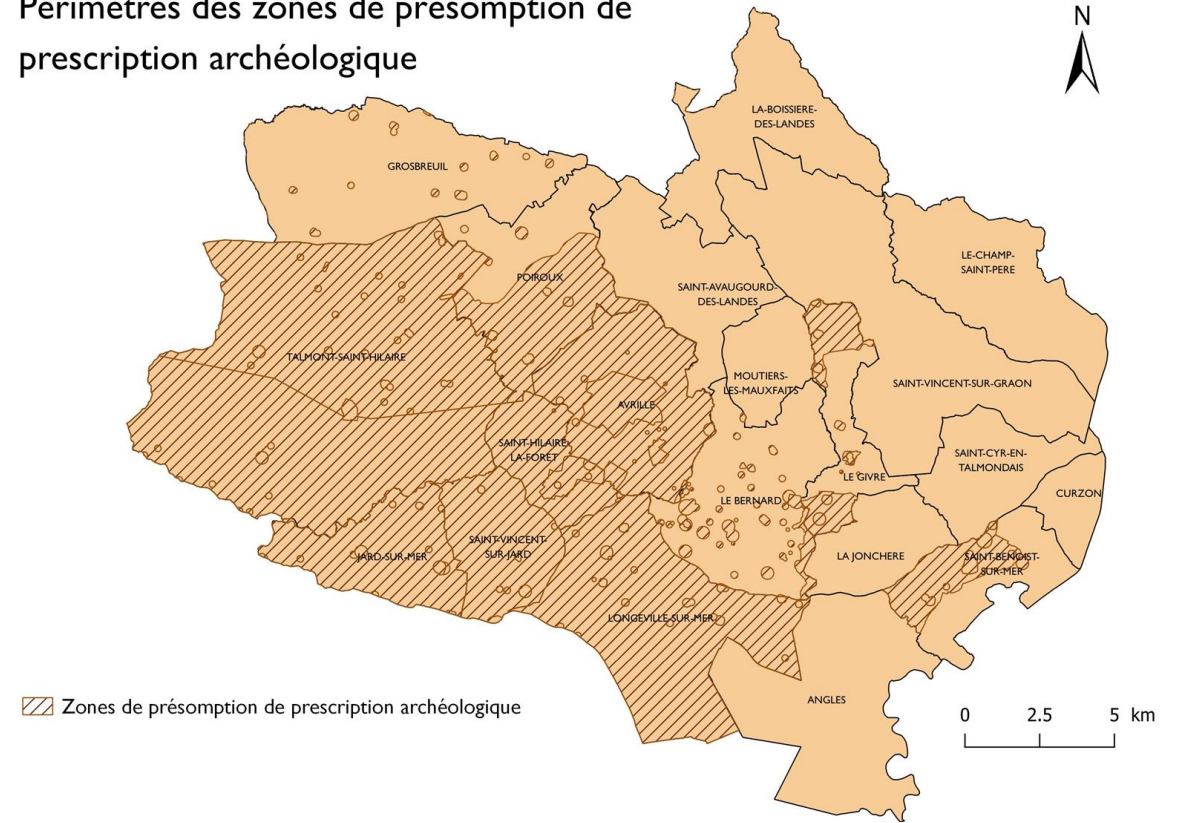 Périmètres des zones de présomption de
prescription archéologique
N
LA-BOISSIERE-
DES-LANDES
GROSBREUIL
LE-CHAMP-
SAINT-PERE
POIROUX
SAINT-AVAUGOURD-
DES-LANDES
TALMONT-SAINT-HILAIRE
MOUTIERS-
LES-MAUXFAITS
SAINT-VINCENT-SUR-GRAON
AVRILLE
SAINT-HILAIRE-
LA-FORET
SAINT-CYR-EN-
TALMONDAIS
LE GIVRE
CURZON
LE BERNARD
SAINT-VINCENT-
SUR-JARD
JARD-SUR-MER
LA JONCHERE
SAINT-BENOIST-
SUR-MER
LONGEVILLE-SUR-MER
ANGLES
Zones de présomption de prescription archéologique
0 2.5 5 km